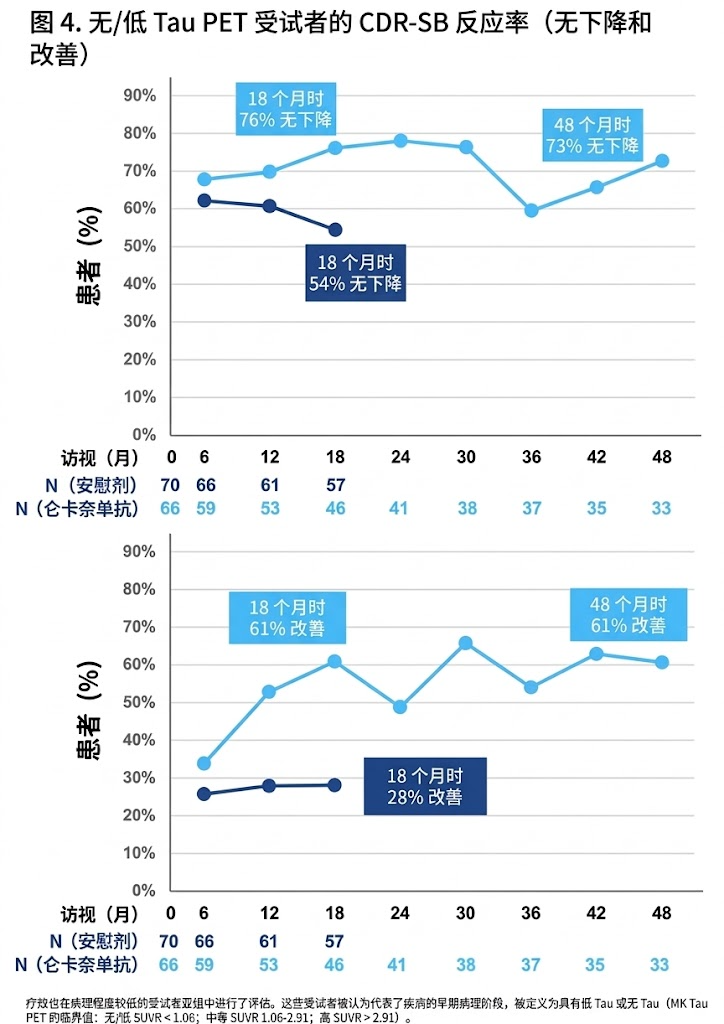 图 4. 无/低 Tau PET 受试者的 CDR-SB 反应率（无下降和
改善）
90%
80%
70%
60%
50%
40%
30%
20%
10%
0%
患者（%）
18 个月时
76% 无下降
48 个月时
73% 无下降
18 个月时
54% 无下降
访视（月） 0 6 12 18 24 30 36 42 48
N（安慰剂） 70 66 61 57
N（仑卡奈单抗） 66 59 53 46 41 38 37 35 33
90%
80%
70%
60%
50%
40%
30%
20%
10%
0%
患者（%）
18 个月时
61% 改善
48 个月时
61% 改善
18 个月时
28% 改善
访视（月） 0 6 12 18 24 30 36 42 48
N（安慰剂） 70 66 61 57
N（仑卡奈单抗） 66 59 53 46 41 38 37 35 33
也在病理程度较低的受试者亚组中进行了评估。这些受试者被认为代表了疾病的早期病理阶段，被定义为具有低 Tau 或无 Tau（MK Tau
PET 的临界值：无/低 SUVR < 1.06；中等 SUVR 1.06-2.91；高 SUVR > 2.91）。